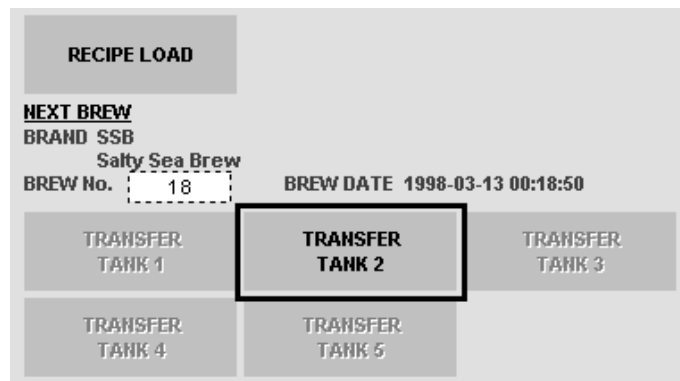 RECIPE LOAD
NEXT BREW
BRAND SSB
Salty Sea Brew
BREW No. 18 BREW DATE 1998-03-13 00:18:50
TRANSFER TANK 1
TRANSFER TANK 2
TRANSFER TANK 3
TRANSFER TANK 4
TRANSFER TANK 5